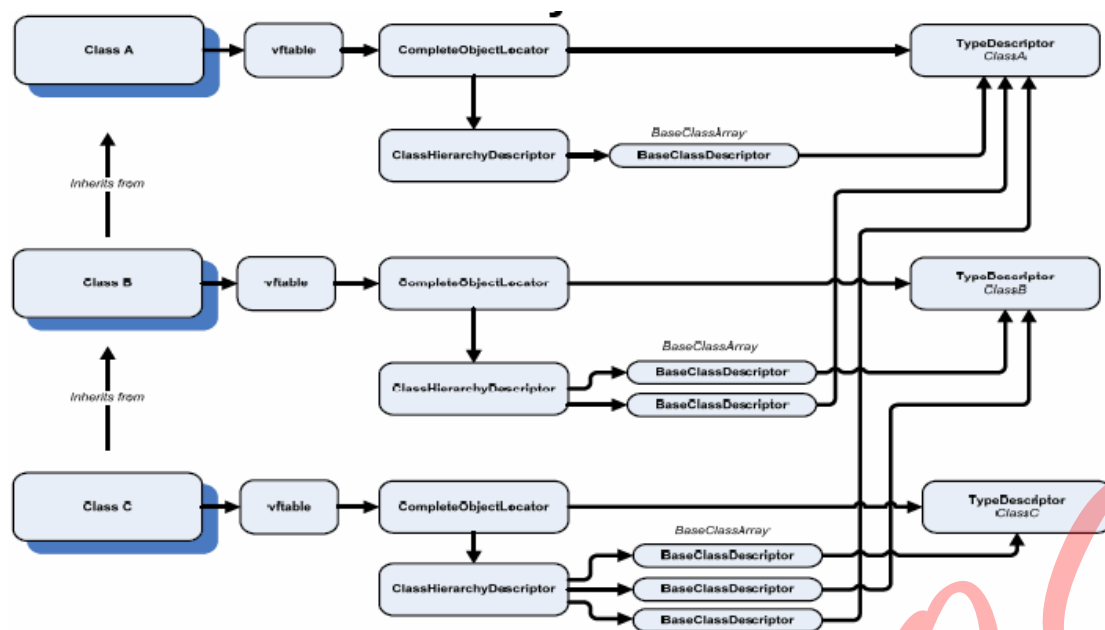 Class A
vftable
CompleteObjectLocator
TypeDescriptor
ClassA
ClassHierarchyDescriptor
BaseClassArray
BaseClassDescriptor
Inherits from
Class B
vftable
CompleteObjectLocator
TypeDescriptor
ClassB
ClassHierarchyDescriptor
BaseClassArray
BaseClassDescriptor
BaseClassDescriptor
Inherits from
Class C
vftable
CompleteObjectLocator
TypeDescriptor
ClassC
ClassHierarchyDescriptor
BaseClassArray
BaseClassDescriptor
BaseClassDescriptor
BaseClassDescriptor